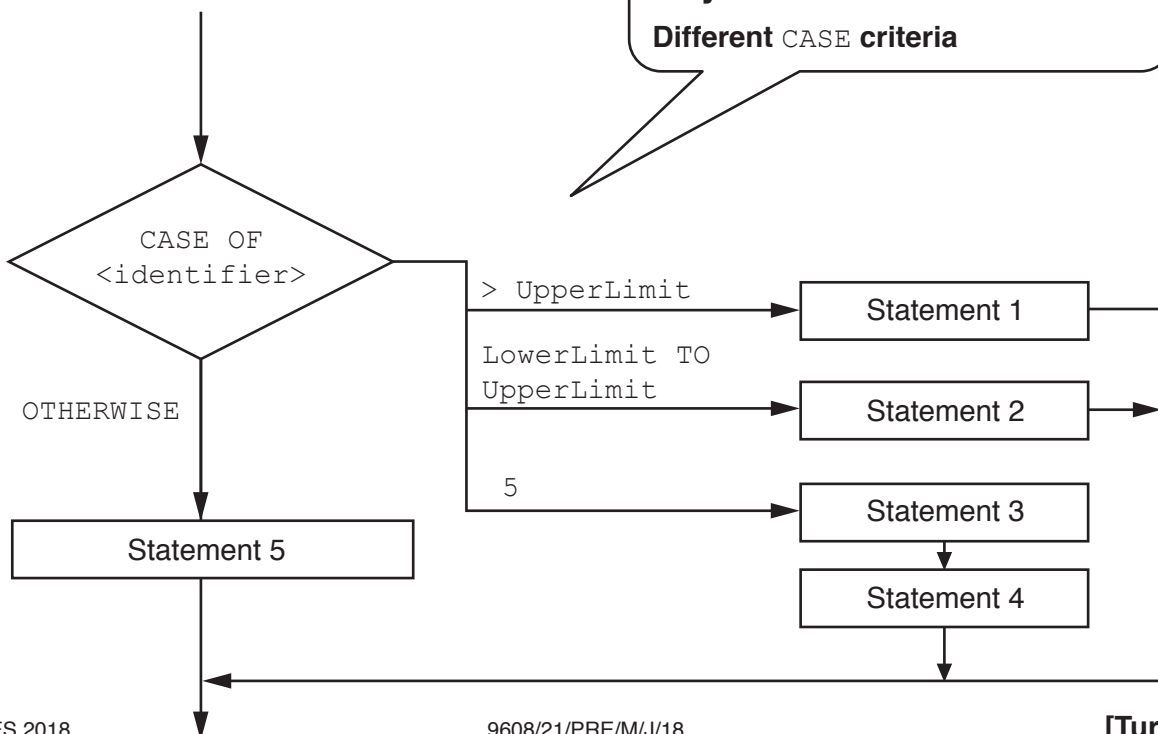 Different CASE criteria
CASE OF
<identifier>
> UpperLimit
Statement 1
LowerLimit TO
UpperLimit
Statement 2
OTHERWISE
5
Statement 3
Statement 5
Statement 4
2018
9608/21/PRE/M/J/18